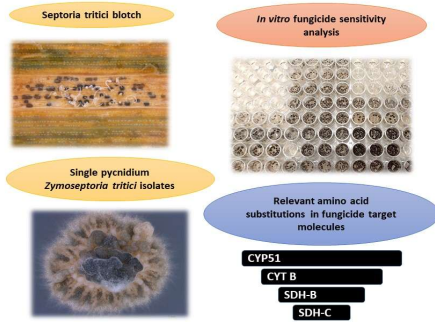 Septoria tritici blotch
In vitro fungicide sensitivity
analysis
Single pycnidium
Zymoseptoria tritici isolates
Relevant amino acid
substitutions in fungicide target
molecules
CYP51
CYT B
SDH-B
SDH-C